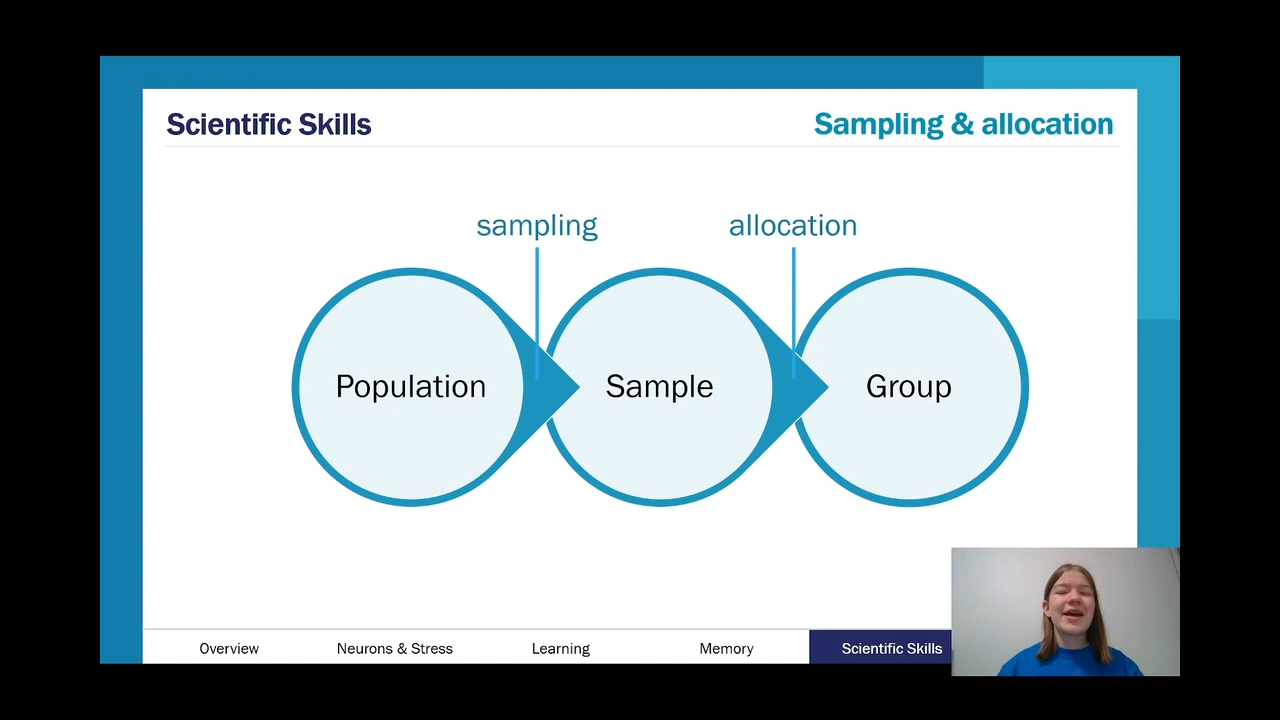 Scientific Skills
Sampling & allocation
sampling
allocation
Population
Sample
Group
Overview
Neurons & Stress
Learning
Memory
Scientific Skills